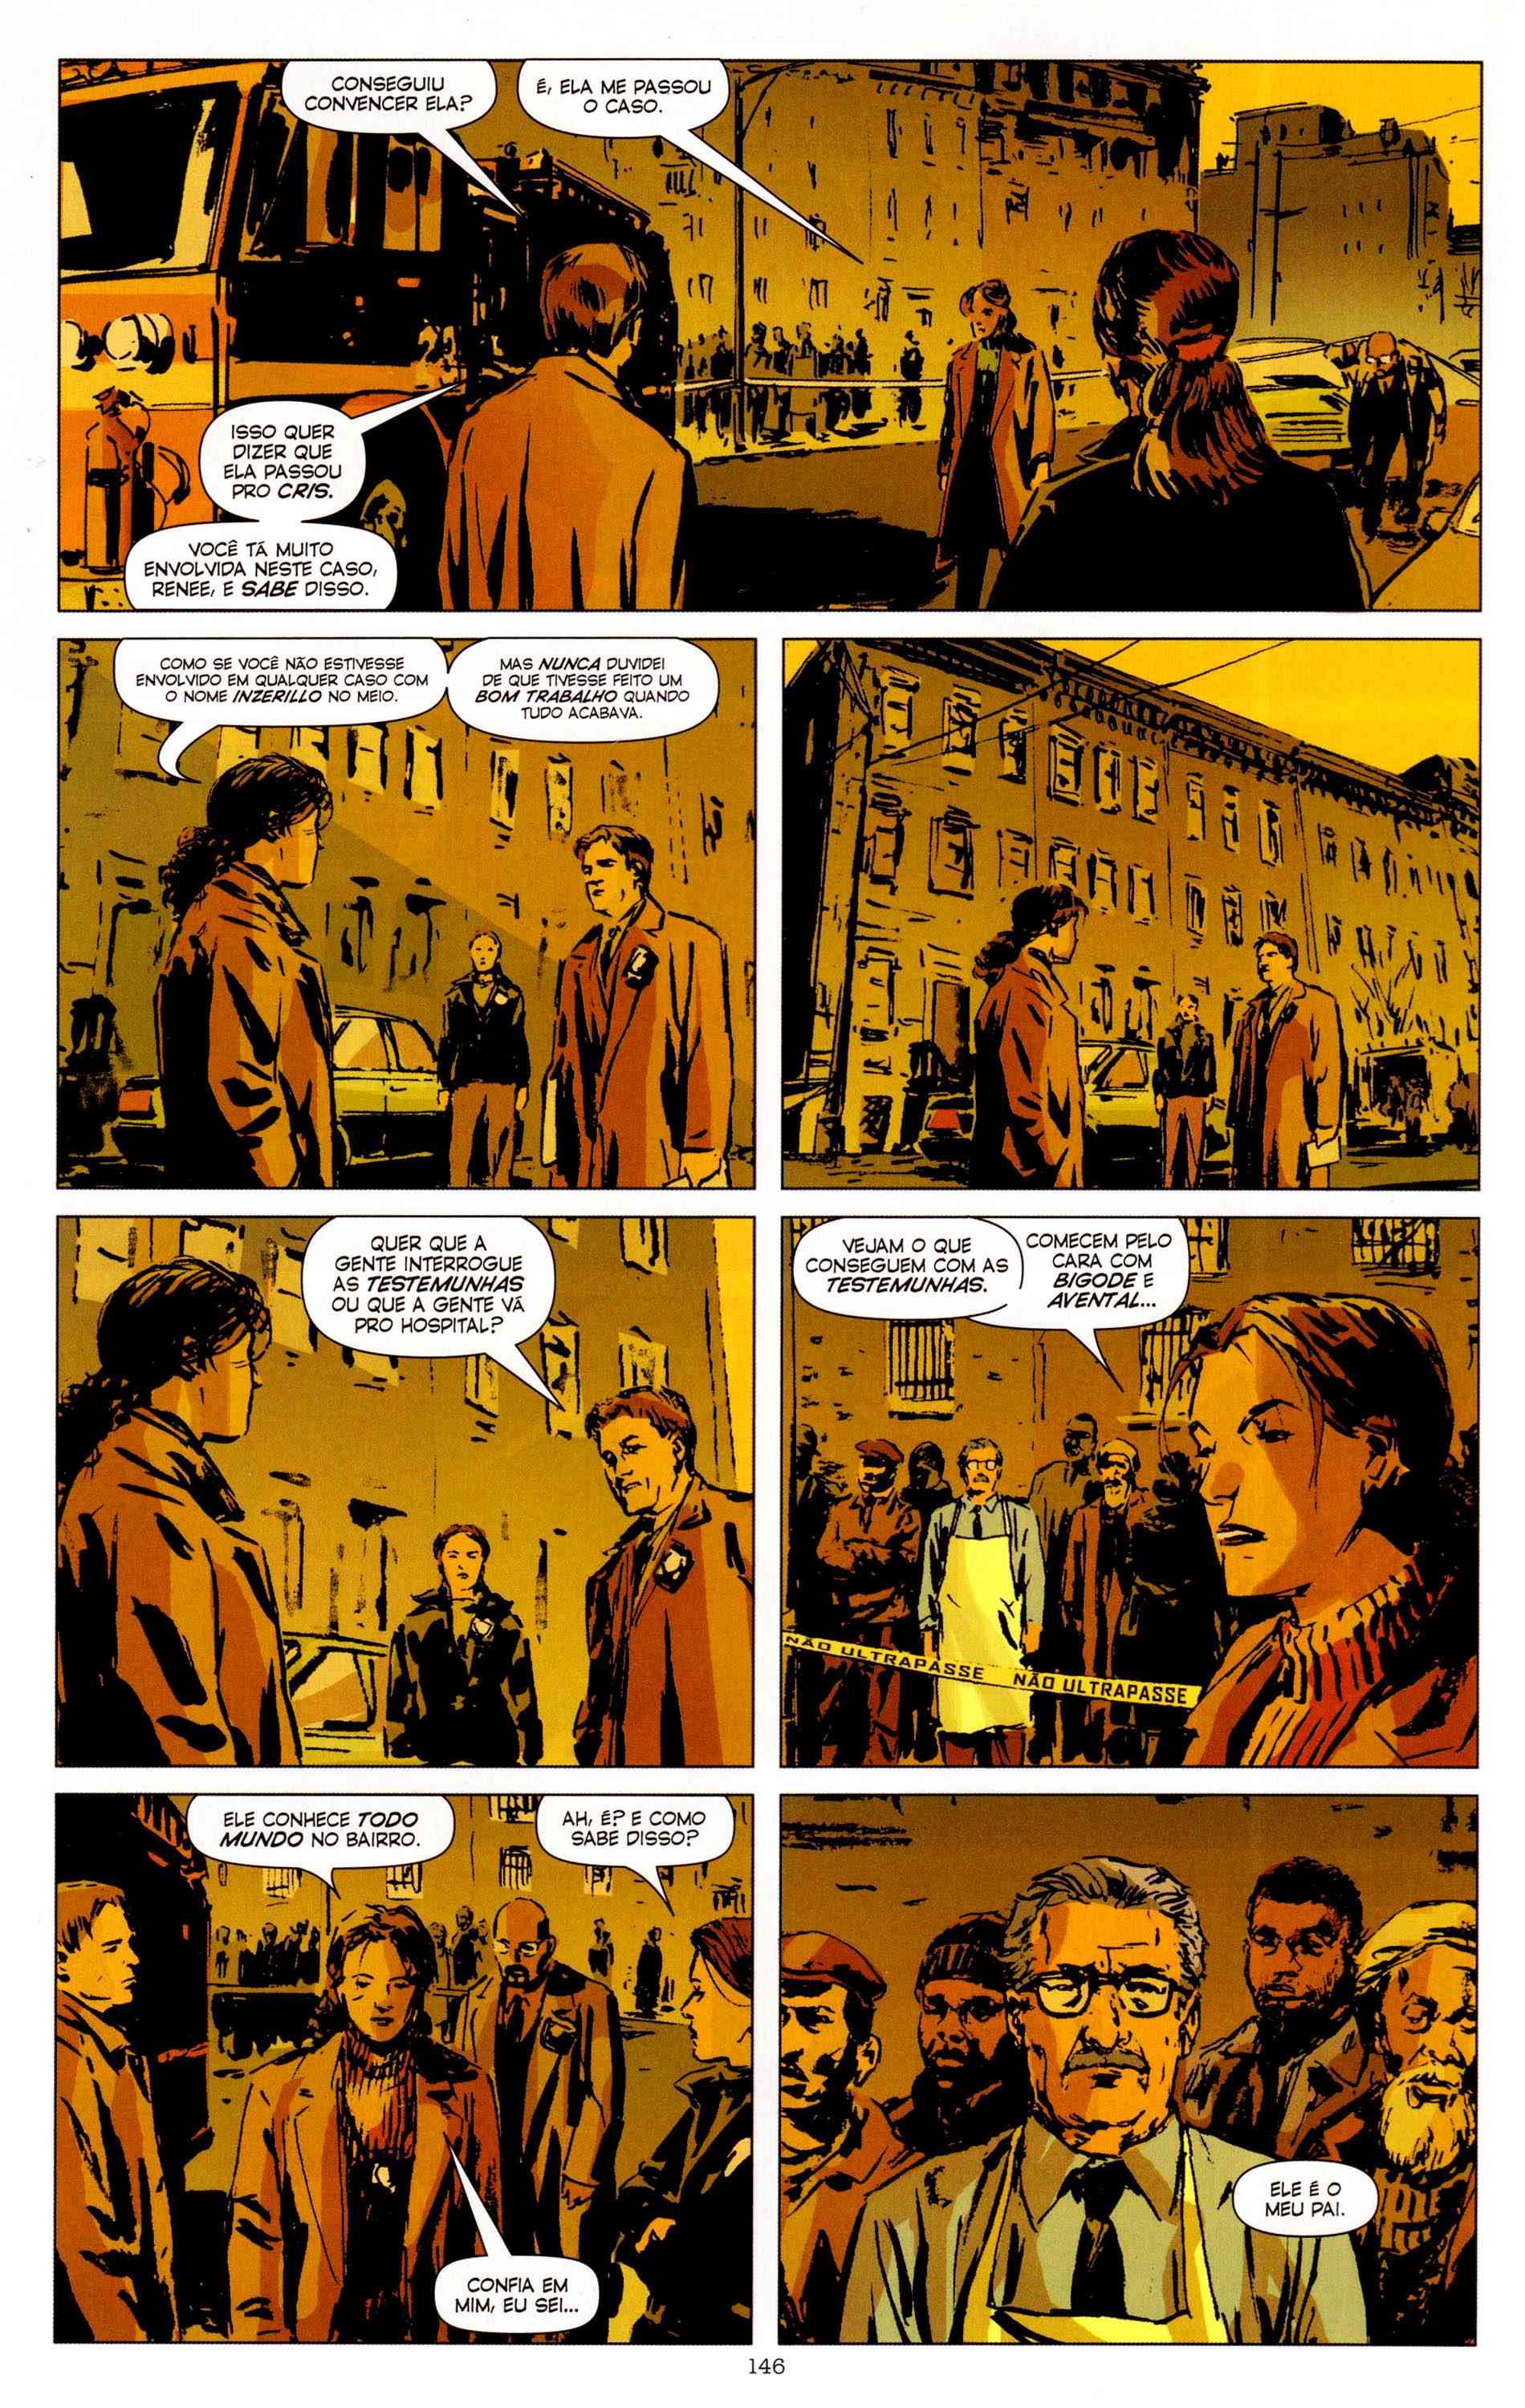 CONSEGUIU
CONVENCER ELA?
É, ELA ME PASSOU
O CASO.
ISSO QUER
DIZER QUE
ELA PASSOU
PRO CRIS.
VOCÊ TÁ MUITO
ENVOLVIDA NESTE CASO,
RENEE, E SABE DISSO.
COMO SE VOCÊ NÃO ESTIVESSE
ENVOLVIDO EM QUALQUER CASO COM
O NOME INZERILLO NO MEIO.
MAS NUNCA DUVIDEI
DE QUE TIVESSE FEITO UM
BOM TRABALHO QUANDO
TUDO ACABAVA.
QUER QUE A
GENTE INTERROGUE
AS TESTEMUNHAS
OU QUE A GENTE VÁ
PRO HOSPITAL?
VEJAM O QUE
CONSEGUEM COM AS
TESTEMUNHAS.
COMECEM PELO
CARA COM
BIGODE E
AVENTAL...
NÃO ULTRAPASSE NÃO ULTRAPASSE
ELE CONHECE TODO
MUNDO NO BAIRRO.
AH, É? E COMO
SABE DISSO?
CONFIA EM
MIM, EU SEI...
ELE É O
MEU PAI.
146